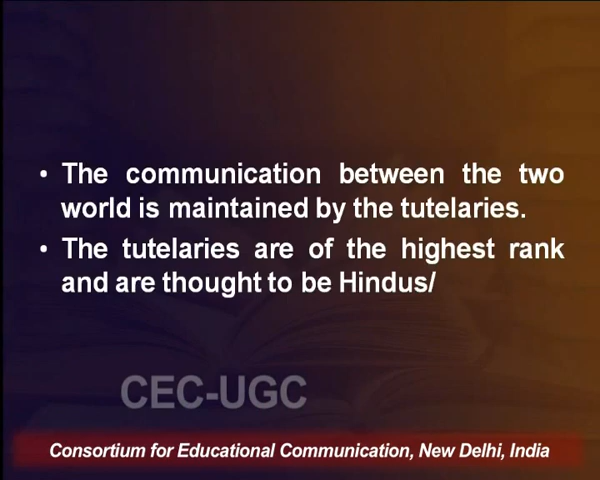 • The communication between the two
world is maintained by the tutelaries.
• The tutelaries are of the highest rank
and are thought to be Hindus/
CEC-UGC
Consortium for Educational Communication, New Delhi, India